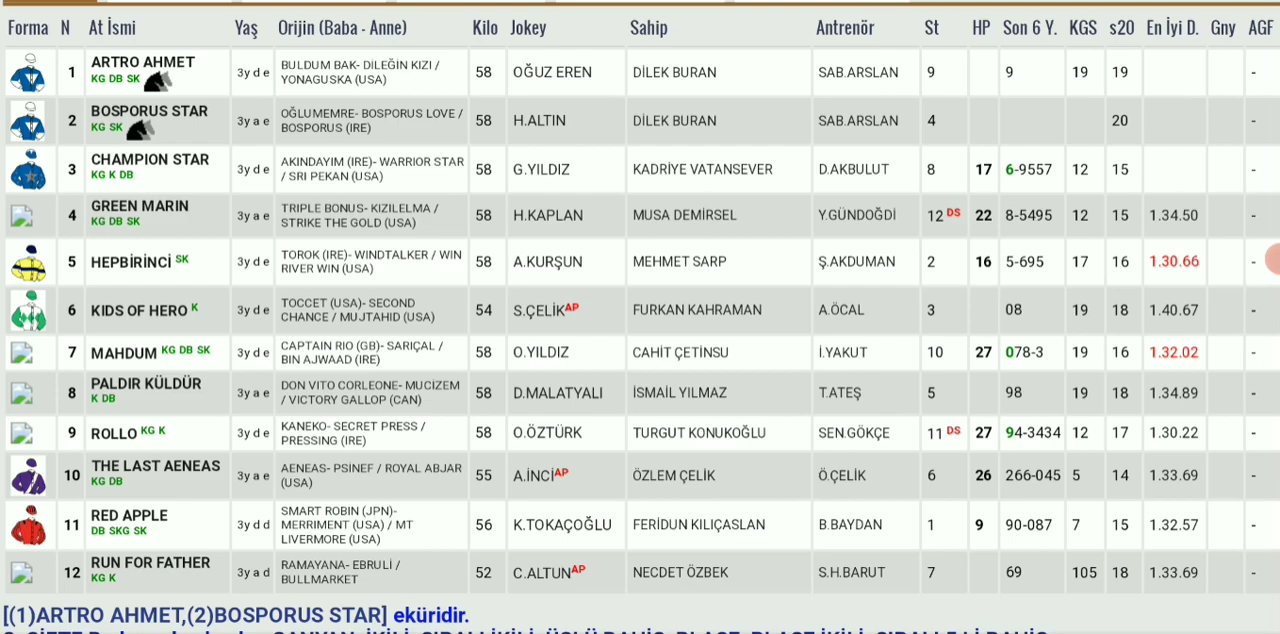 Forma N At İsmi Yaş Orijin (Baba - Anne) Kilo Jokey Sahip Antrenör St HP Son 6 Y. KGS s20 En İyi D. Gny AGF
1 ARTRO AHMET KG DB SK 3y d e BULDUM BAK- DİLEĞİN KIZI / YONAGUSKA (USA) 58 OĞUZ EREN DİLEK BURAN SAB.ARSLAN 9 9 19 19 -
2 BOSPORUS STAR KG SK 3y a e OĞLUMEMRE- BOSPORUS LOVE / BOSPORUS (IRE) 58 H.ALTIN DİLEK BURAN SAB.ARSLAN 4 20 -
3 CHAMPION STAR KG K DB 3y d e AKINDAYIM (IRE)- WARRIOR STAR / SRI PEKAN (USA) 58 G.YILDIZ KADRİYE VATANSEVER D.AKBULUT 8 17 6-9557 12 15 -
4 GREEN MARIN KG DB SK 3y a e TRIPLE BONUS- KIZILELMA / STRIKE THE GOLD (USA) 58 H.KAPLAN MUSA DEMİRSEL Y.GÜNDOĞDİ 12 DS 22 8-5495 12 15 1.34.50 -
5 HEPBİRİNCİ SK 3y d e TOROK (IRE)- WINDTALKER / WIN RIVER WIN (USA) 58 A.KURŞUN MEHMET SARP Ş.AKDUMAN 2 16 5-695 17 16 1.30.66 -
6 KIDS OF HERO K 3y d e TOCCET (USA)- SECOND CHANCE / MUJTAHID (USA) 54 S.ÇELİK AP FURKAN KAHRAMAN A.ÖCAL 3 08 19 18 1.40.67 -
7 MAHDUM KG DB SK 3y d e CAPTAIN RIO (GB)- SARIÇAL / BIN AJWAAD (IRE) 58 O.YILDIZ CAHİT ÇETİNSU İ.YAKUT 10 27 078-3 19 16 1.32.02 -
8 PALDIR KÜLDÜR K DB 3y a e DON VITO CORLEONE- MUCIZEM / VICTORY GALLOP (CAN) 58 D.MALATYALI İSMAİL YILMAZ T.ATEŞ 5 98 19 18 1.34.89 -
9 ROLLO KG K 3y d e KANEKO- SECRET PRESS / PRESSING (IRE) 58 O.ÖZTÜRK TURGUT KONUKOĞLU SEN.GÖKÇE 11 DS 27 94-3434 12 17 1.30.22 -
10 THE LAST AENEAS KG DB 3y a e AENEAS- PSINEF / ROYAL ABJAR (USA) 55 A.İNCİ AP ÖZLEM ÇELİK Ö.ÇELİK 6 26 266-045 5 14 1.33.69 -
11 RED APPLE DB SKG SK 3y d d SMART ROBIN (JPN)- MERRIMENT (USA) / MT LIVERMORE (USA) 56 K.TOKAÇOĞLU FERİDUN KILIÇASLAN B.BAYDAN 1 9 90-087 7 15 1.32.57 -
12 RUN FOR FATHER KG K 3y a d RAMAYANA- EBRULİ / BULLMARKET 52 C.ALTUN AP NECDET ÖZBEK S.H.BARUT 7 69 105 18 1.33.69 -
[(1)ARTRO AHMET,(2)BOSPORUS STAR] eküridir.